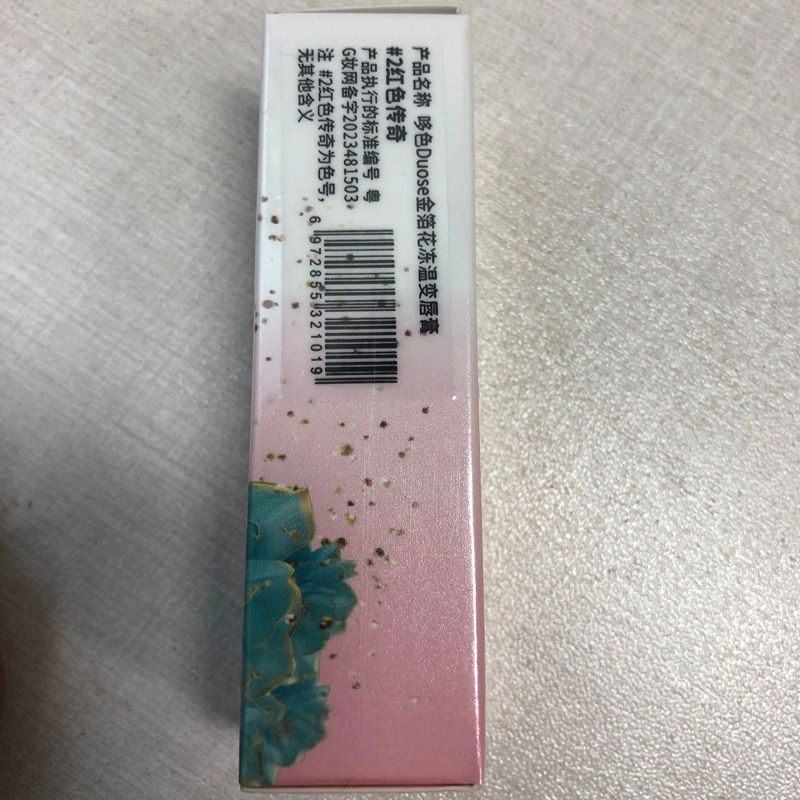 产品名称 哆色Duose金箔花冻温变唇膏
#2红色传奇
产品执行的标准编号 粤
G妆网备字2023481503
注 #2红色传奇为色号，
无其他含义
6 972855 321019